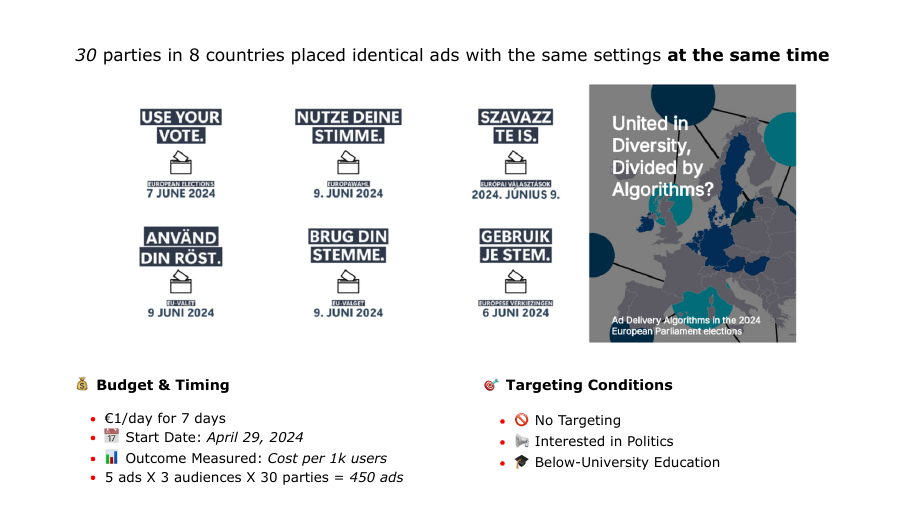 30 parties in 8 countries placed identical ads with the same settings at the same time
USE YOUR
VOTE.
EUROPEAN ELECTIONS
7 JUNE 2024
NUTZE DEINE
STIMME.
EUROPAWAHL
9. JUNI 2024
SZAVAZZ
TE IS.
EURÓPAI VÁLASZTÁSOK
2024. JÚNIUS 9.
ANVÄND
DIN RÖST.
EU-VALET
9 JUNI 2024
BRUG DIN
STEMME.
EU-VALGET
9. JUNI 2024
GEBRUIK
JE STEM.
EUROPESE VERKIEZINGEN
6 JUNI 2024
United in
Diversity,
Divided by
Algorithms?
Ad Delivery Algorithms in the 2024
European Parliament elections
Budget & Timing
€1/day for 7 days
Start Date: April 29, 2024
Outcome Measured: Cost per 1k users
5 ads X 3 audiences X 30 parties = 450 ads
Targeting Conditions
No Targeting
Interested in Politics
Below-University Education